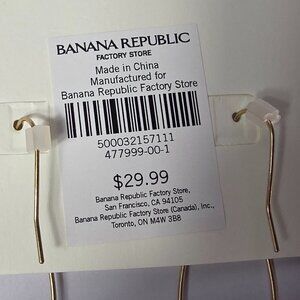 BANANA REPUBLIC
FACTORY STORE
Made in China
Manufactured for
Banana Republic Factory Store
500032157111
477999-00-1
$29.99
Banana Republic Factory Store,
San Francisco, CA 94105
Banana Republic Factory Store (Canada), Inc.,
Toronto, ON M4W 3B8